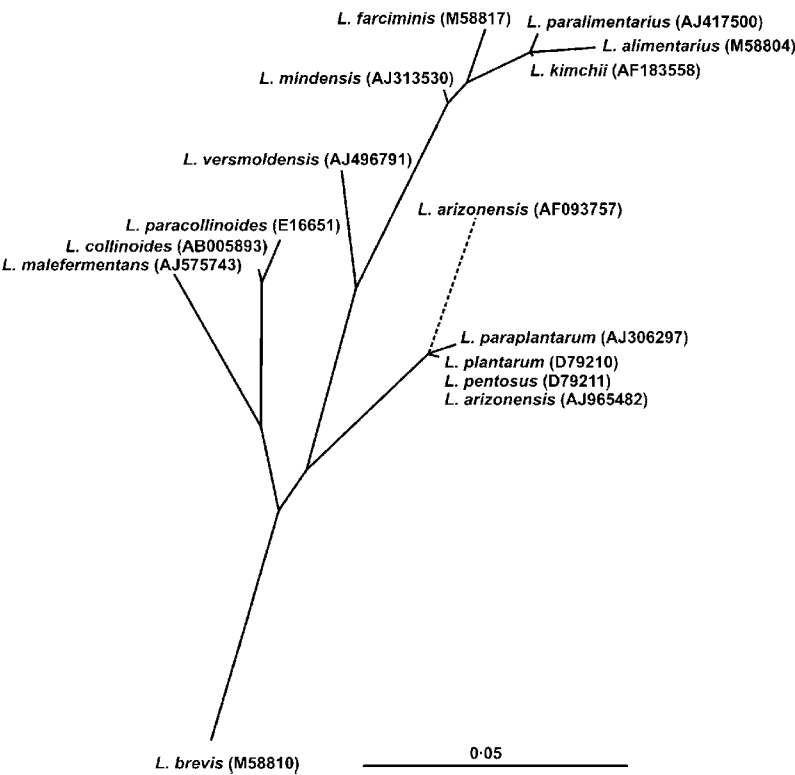 L. farciminis (M58817)
L. paralimentarius (AJ417500)
L. alimentarius (M58804)
L. kimchii (AF183558)
L. mindensis (AJ313530)
L. versmoldensis (AJ496791)
L. arizonensis (AF093757)
L. paracollinoides (E16651)
L. collinoides (AB005893)
L. malefermentans (AJ575743)
L. paraplantarum (AJ306297)
L. plantarum (D79210)
L. pentosus (D79211)
L. arizonensis (AJ965482)
0·05
L. brevis (M58810)